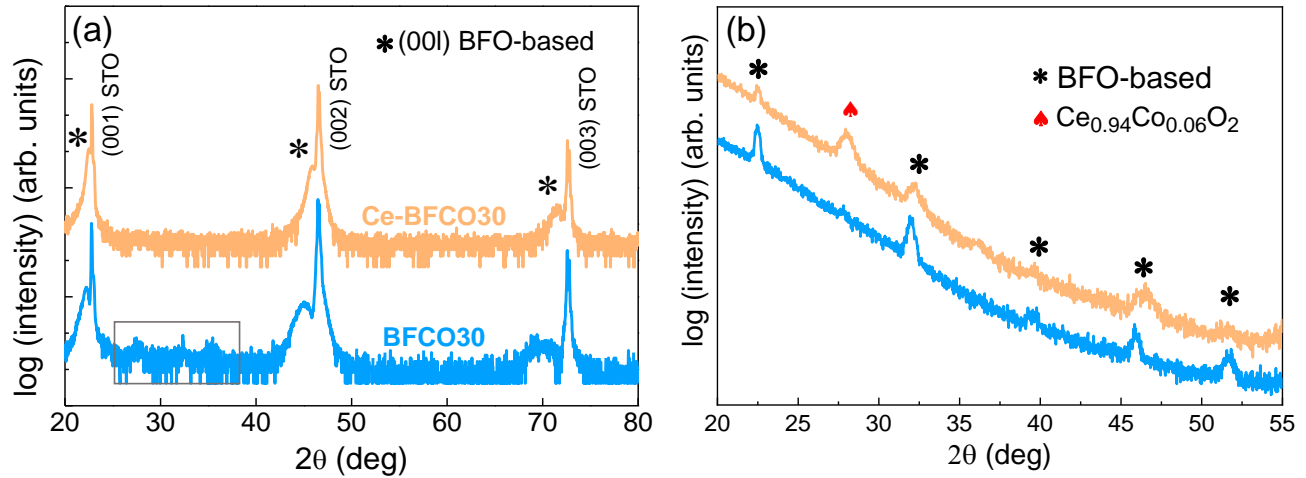 (a)
* (00l) BFO-based
(001) STO
(002) STO
(003) STO
*
*
*
Ce-BFCO30
BFCO30
log (intensity) (arb. units)
20 30 40 50 60 70 80
2θ (deg)
(b)
* BFO-based
♠ Ce0.94Co0.06O2
*
♠
*
*
*
*
log (intensity) (arb. units)
20 25 30 35 40 45 50 55
2θ (deg)